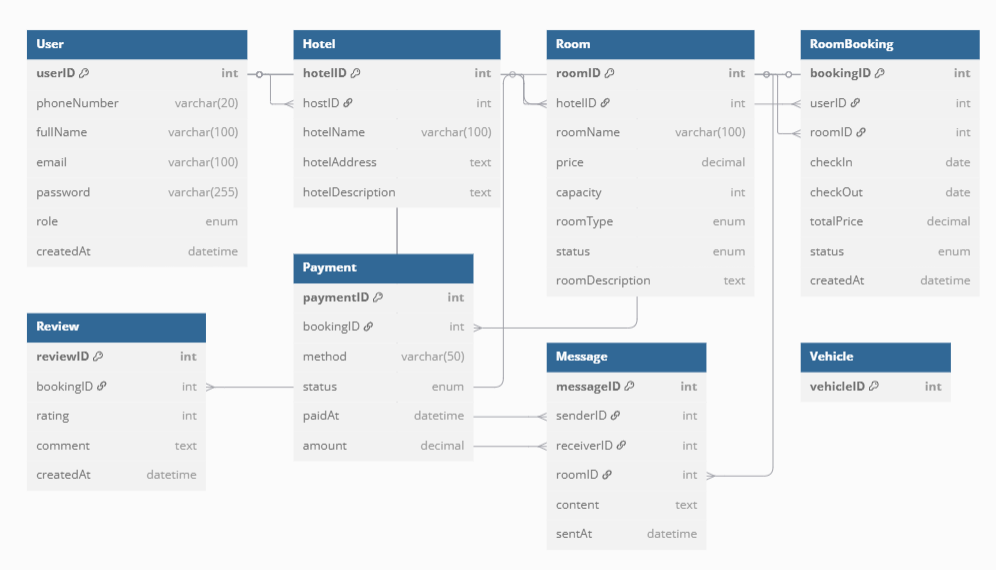 User
userID int
phoneNumber varchar(20)
fullName varchar(100)
email varchar(100)
password varchar(255)
role enum
createdAt datetime
Hotel
hotelID int
hostID int
hotelName varchar(100)
hotelAddress text
hotelDescription text
Room
roomID int
hotelID int
roomName varchar(100)
price decimal
capacity int
roomType enum
status enum
roomDescription text
RoomBooking
bookingID int
userID int
roomID int
checkIn date
checkOut date
totalPrice decimal
status enum
createdAt datetime
Payment
paymentID int
bookingID int
method varchar(50)
status enum
paidAt datetime
amount decimal
Review
reviewID int
bookingID int
rating int
comment text
createdAt datetime
Message
messageID int
senderID int
receiverID int
roomID int
content text
sentAt datetime
Vehicle
vehicleID int